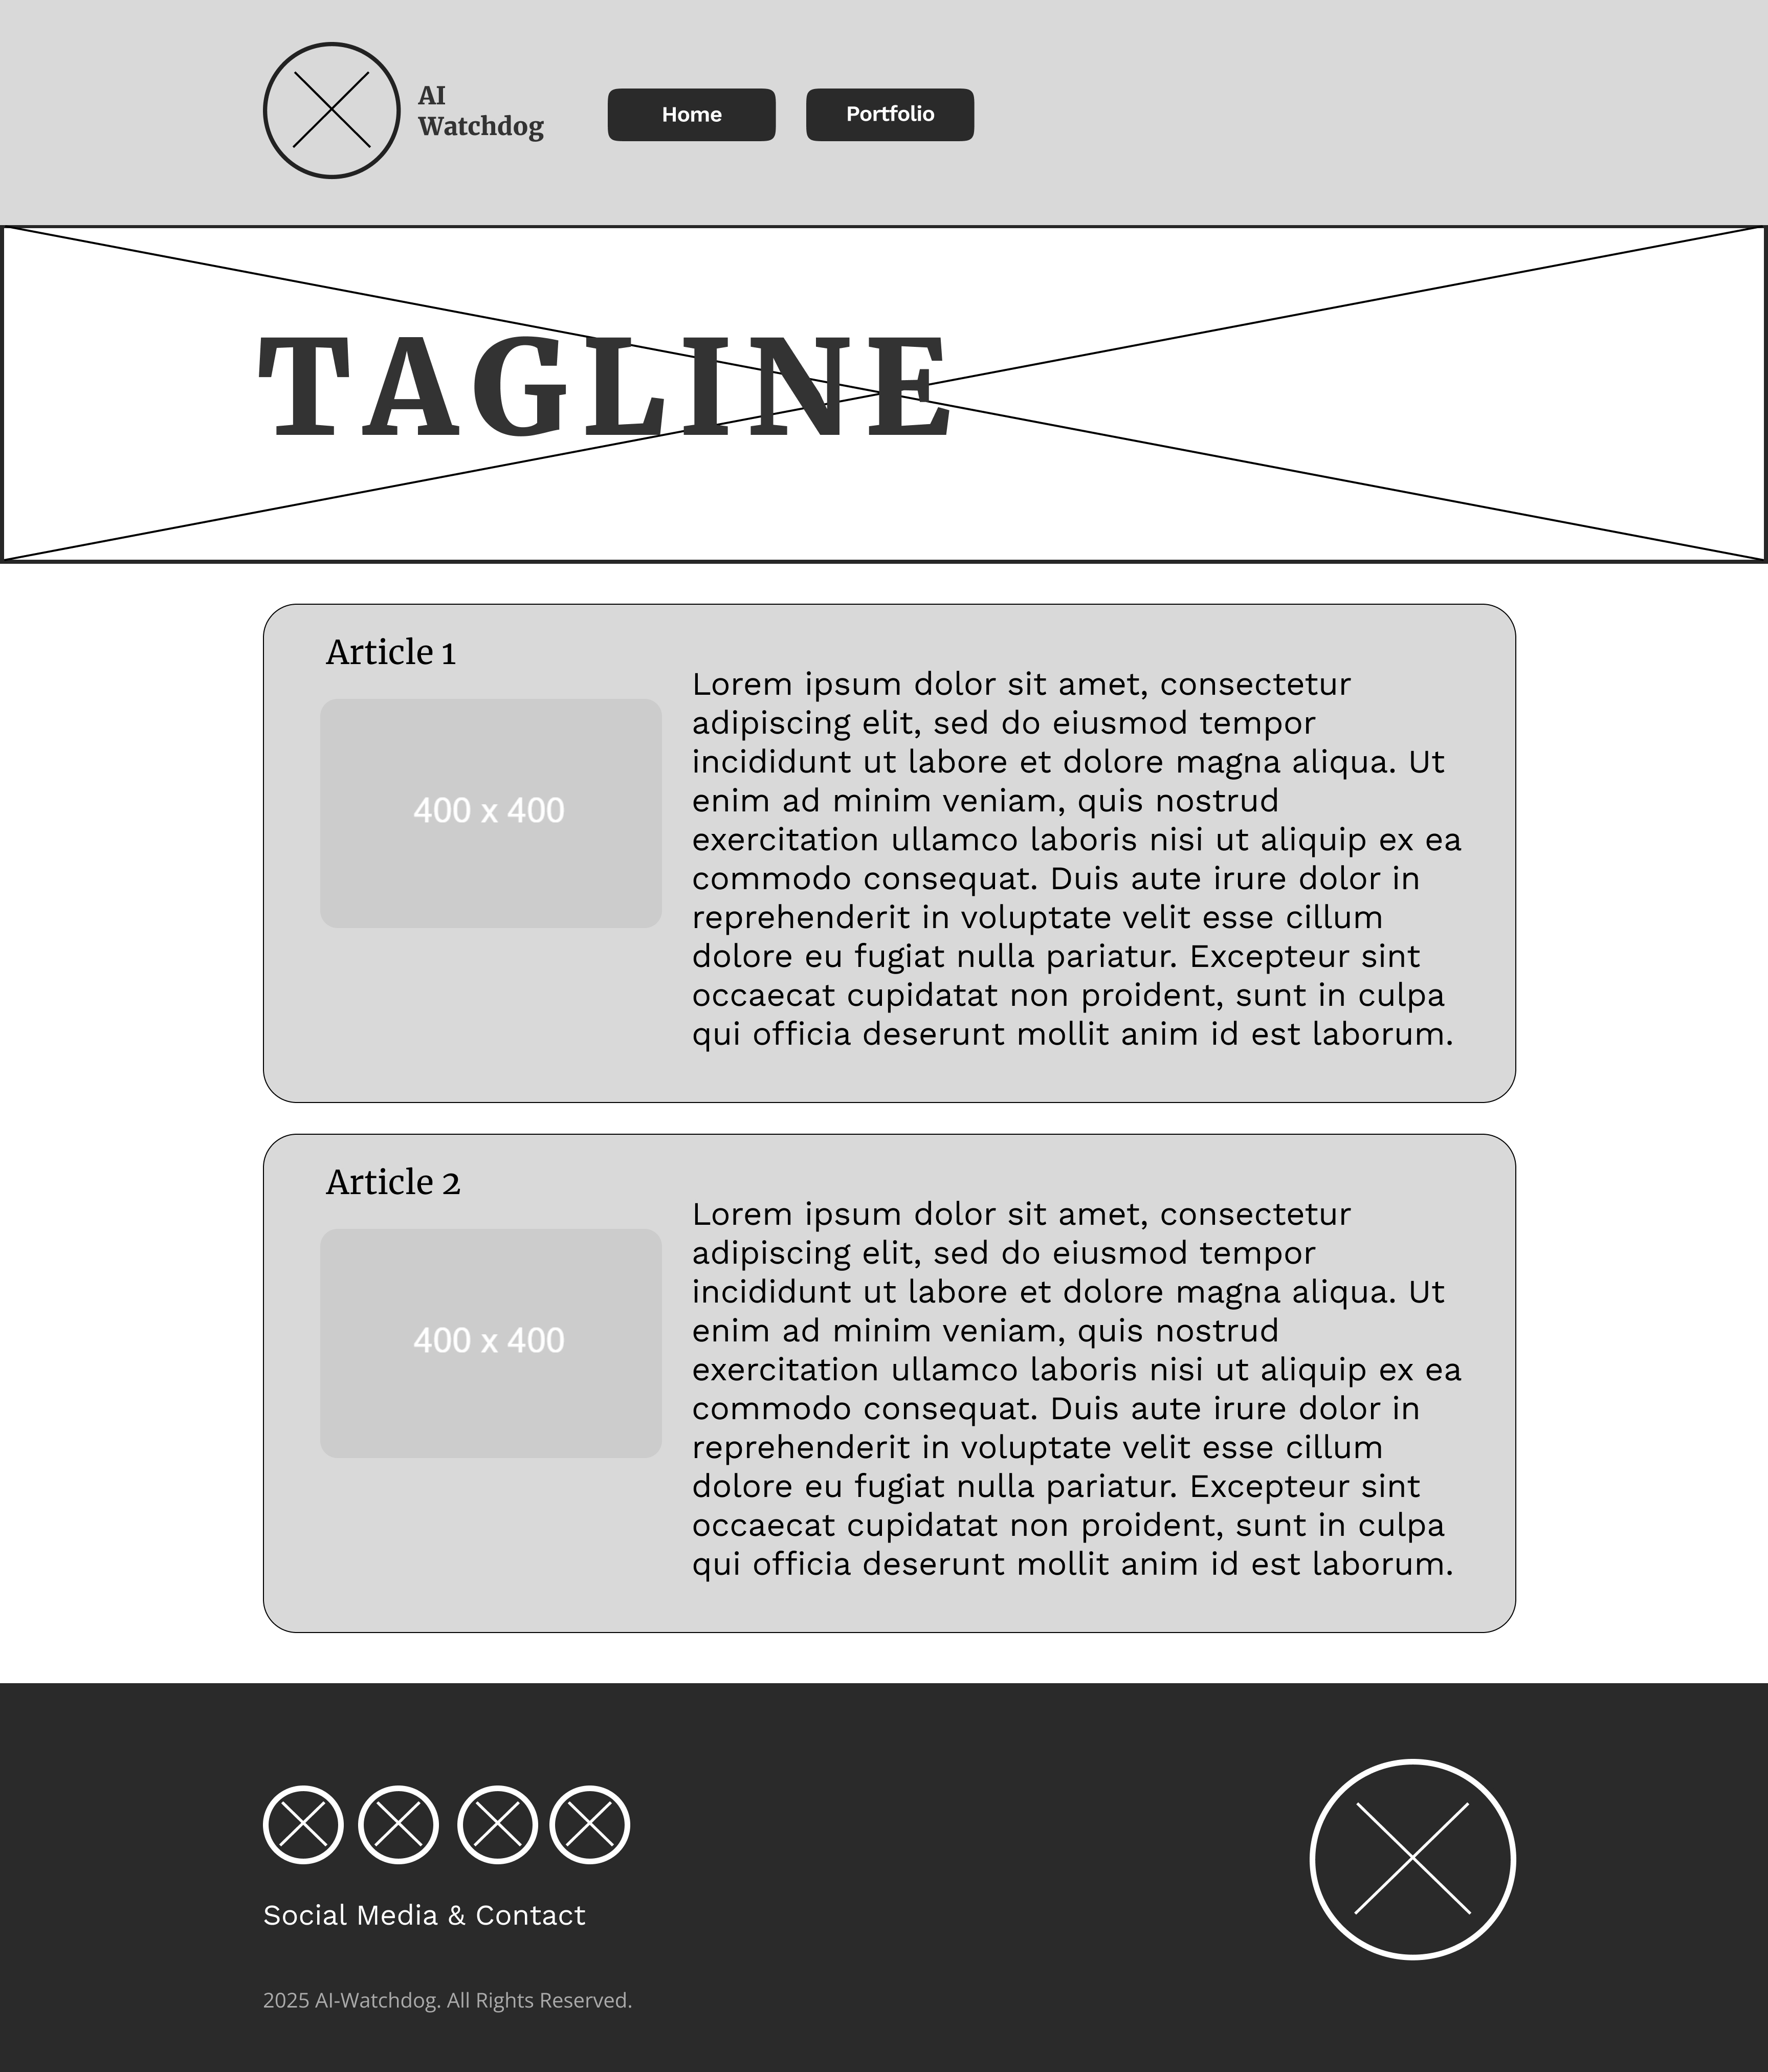 AI
Watchdog
Home
Portfolio
TAGLINE
Article 1
400 x 400
Lorem ipsum dolor sit amet, consectetur
adipiscing elit, sed do eiusmod tempor
incididunt ut labore et dolore magna aliqua. Ut
enim ad minim veniam, quis nostrud
exercitation ullamco laboris nisi ut aliquip ex ea
commodo consequat. Duis aute irure dolor in
reprehenderit in voluptate velit esse cillum
dolore eu fugiat nulla pariatur. Excepteur sint
occaecat cupidatat non proident, sunt in culpa
qui officia deserunt mollit anim id est laborum.
Article 2
400 x 400
Lorem ipsum dolor sit amet, consectetur
adipiscing elit, sed do eiusmod tempor
incididunt ut labore et dolore magna aliqua. Ut
enim ad minim veniam, quis nostrud
exercitation ullamco laboris nisi ut aliquip ex ea
commodo consequat. Duis aute irure dolor in
reprehenderit in voluptate velit esse cillum
dolore eu fugiat nulla pariatur. Excepteur sint
occaecat cupidatat non proident, sunt in culpa
qui officia deserunt mollit anim id est laborum.
Social Media & Contact
2025 AI-Watchdog. All Rights Reserved.